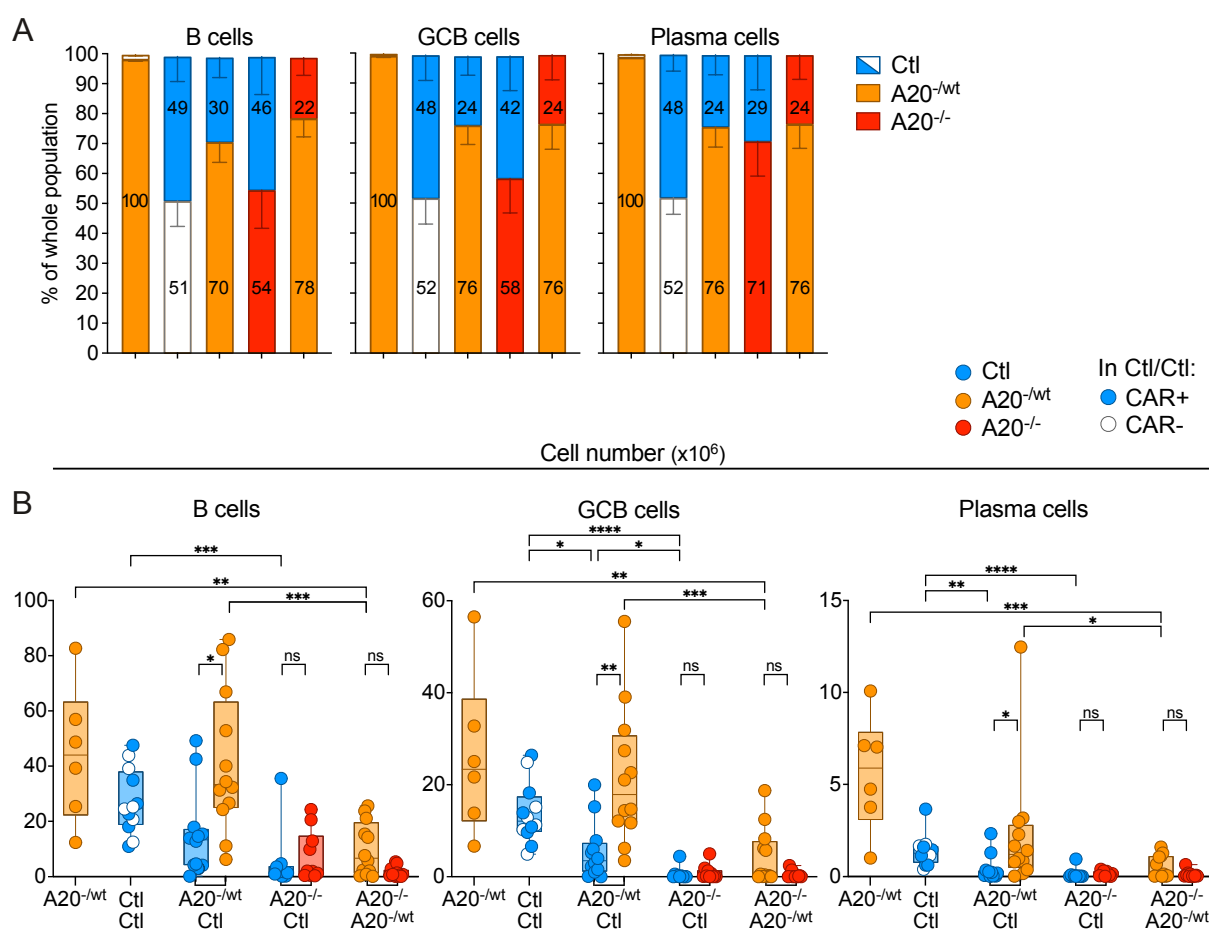 A
B cells
GCB cells
Plasma cells
% of whole population
100
90
80
70
60
50
40
30
20
10
0
100
49
51
30
70
46
54
22
78
100
48
52
24
76
42
58
24
76
100
48
52
24
76
29
71
24
76
Ctl
A20-/wt
A20-/-
Ctl
A20-/wt
A20-/-
In Ctl/Ctl:
CAR+
CAR-
Cell number (x10⁶)
B
B cells
***
**
***
*
ns
ns
100
80
60
40
20
0
A20-/wt
Ctl
Ctl
A20-/wt
Ctl
A20-/-
Ctl
A20-/-
A20-/wt
GCB cells
****
*
*
**
***
**
ns
ns
60
40
20
0
A20-/wt
Ctl
Ctl
A20-/wt
Ctl
A20-/-
Ctl
A20-/-
A20-/wt
Plasma cells
****
**
***
*
*
ns
ns
15
10
5
0
A20-/wt
Ctl
Ctl
A20-/wt
Ctl
A20-/-
Ctl
A20-/-
A20-/wt